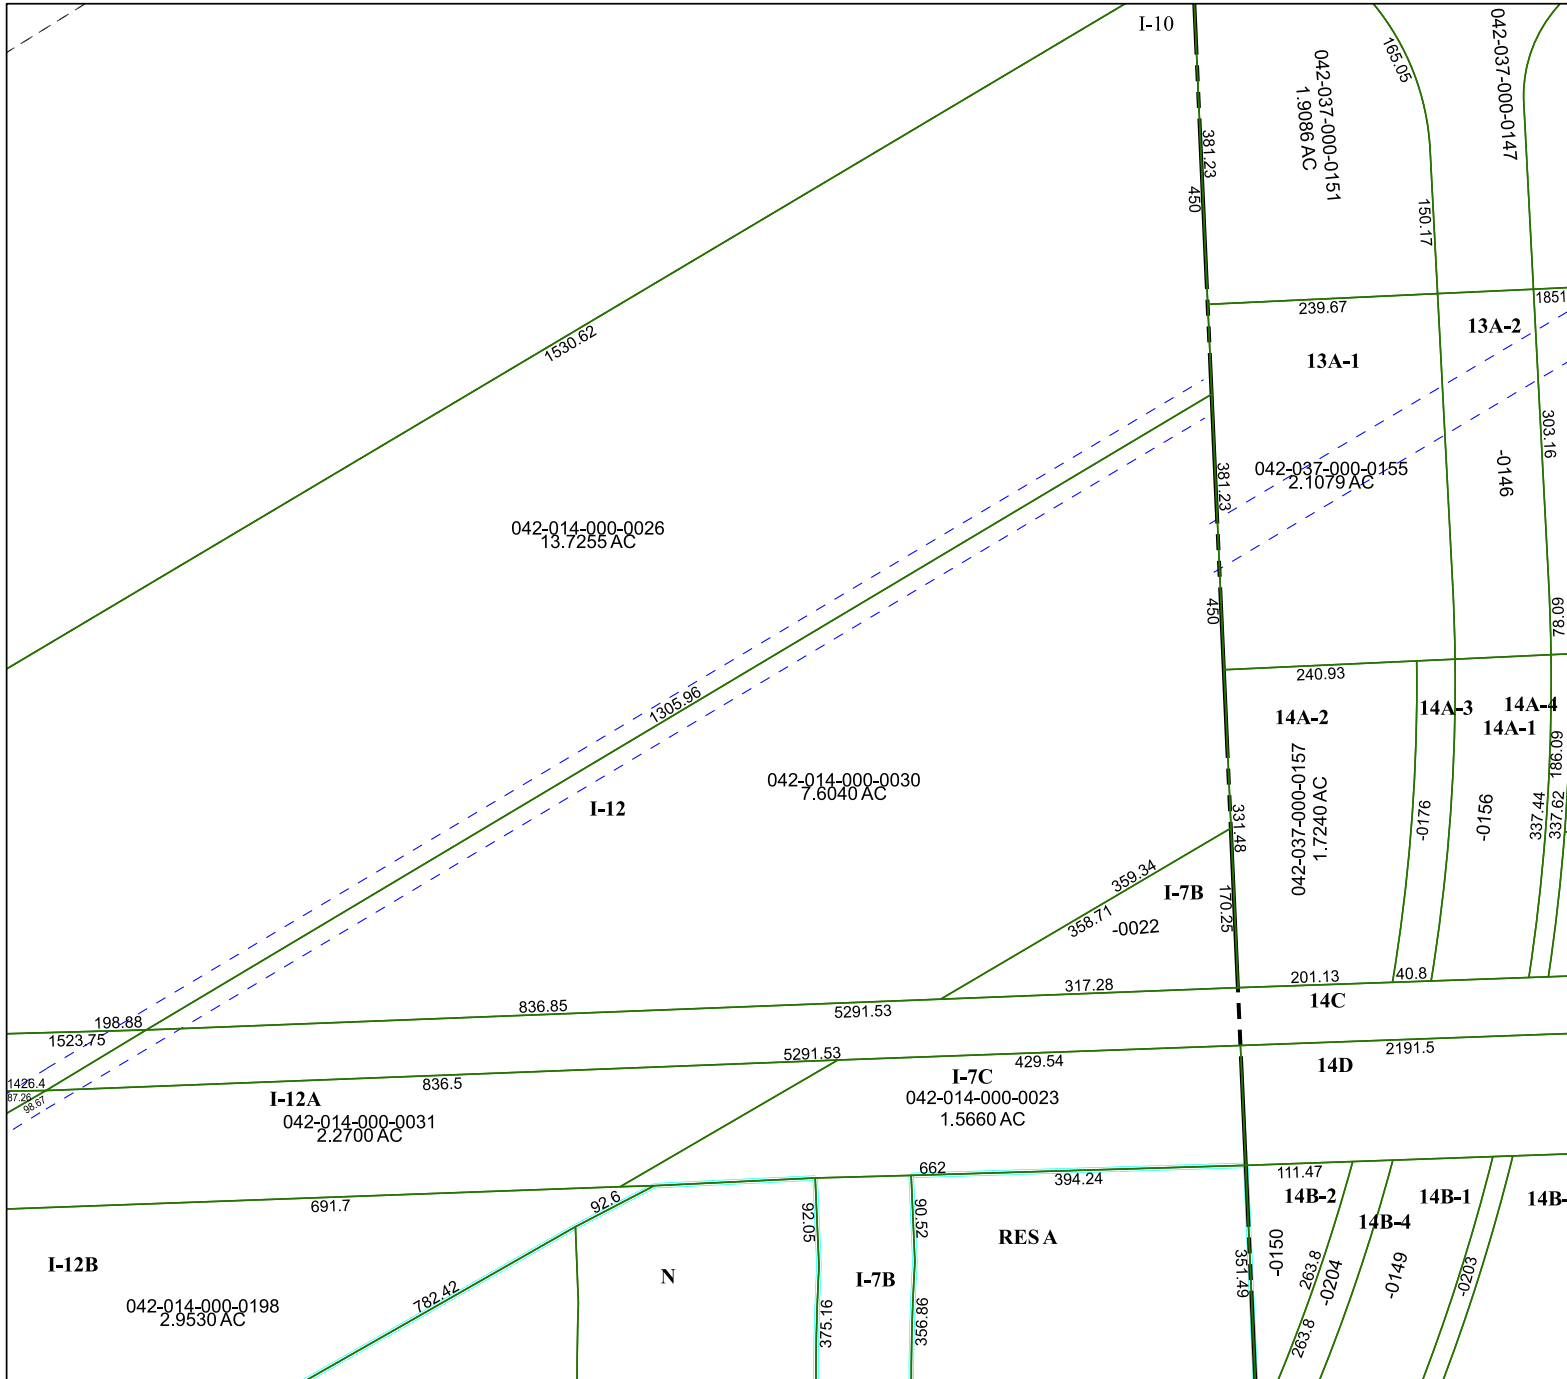 I-10
165.05
042-037-000-0147
042-037-000-0151
1.9086 AC
381.23
450
150.17
239.67
1851
13A-2
13A-1
1530.62
303.16
042-037-000-0155
2.1079 AC
-0146
381.23
042-014-000-0026
13.7255 AC
450
78.09
240.93
1305.96
14A-2
14A-3
14A-4
14A-1
186.09
042-014-000-0030
7.6040 AC
I-12
042-037-000-0157
1.7240 AC
-0176
-0156
337.44
337.62
331.48
359.34
I-7B
170.25
358.71
-0022
201.13
40.8
317.28
14C
836.85
5291.53
198.88
1523.75
5291.53
429.54
2191.5
14D
1426.4
836.5
I-7C
87.26
98.67
I-12A
042-014-000-0023
1.5660 AC
042-014-000-0031
2.2700 AC
662
394.24
111.47
691.7
92.6
92.05
90.52
14B-2
14B-1
14B-
14B-4
RES A
I-12B
N
I-7B
351.49
-0150
263.8
-0204
-0149
-0203
782.42
042-014-000-0198
2.9530 AC
375.16
356.86
263.8